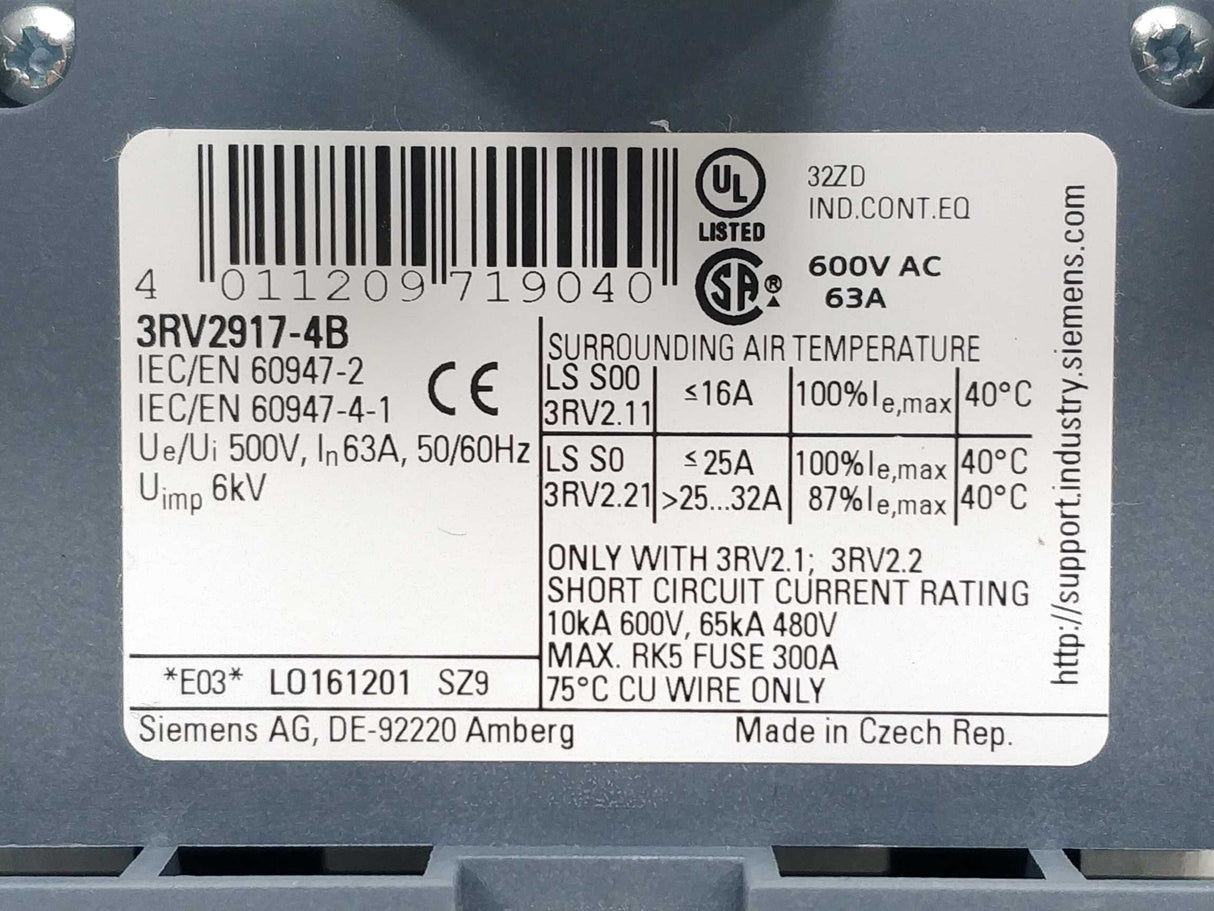 4 011209 719040
UL
LISTED
32ZD
IND.CONT.EQ
SA ®
600V AC
63A
3RV2917-4B
IEC/EN 60947-2
IEC/EN 60947-4-1
CE
Ue/Ui 500V, In 63A, 50/60Hz
Uimp 6kV
SURROUNDING AIR TEMPERATURE
LS S00 ≤16A 100%Ie,max 40°C
3RV2.11
LS S0 ≤25A 100%Ie,max 40°C
3RV2.21 >25...32A 87%Ie,max 40°C
ONLY WITH 3RV2.1; 3RV2.2
SHORT CIRCUIT CURRENT RATING
10kA 600V, 65kA 480V
MAX. RK5 FUSE 300A
75°C CU WIRE ONLY
*E03* LO161201 SZ9
Siemens AG, DE-92220 Amberg Made in Czech Rep.
http://support.industry.siemens.com